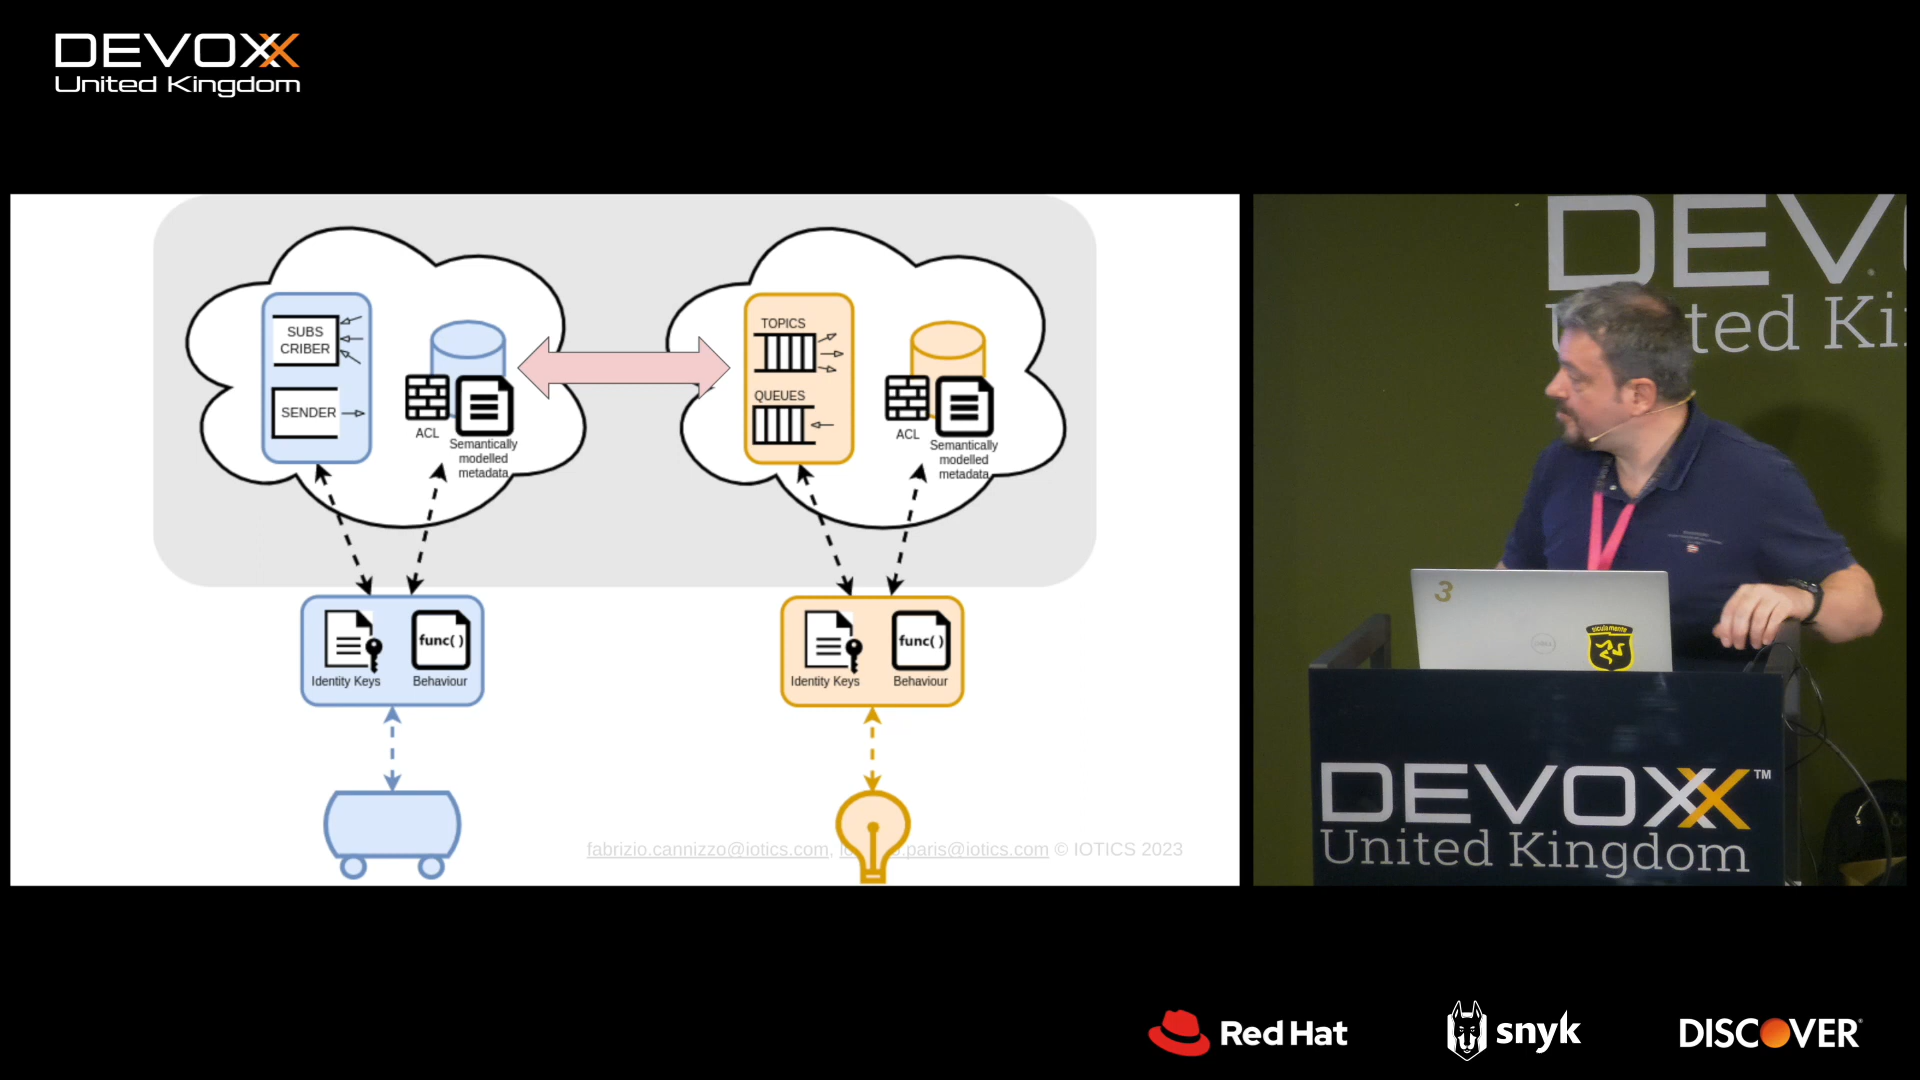 DEVOXX
United Kingdom
SUBS
CRIBER
SENDER
ACL
Semantically
modelled
metadata
TOPICS
QUEUES
ACL
Semantically
modelled
metadata
Identity Keys
func( )
Behaviour
Identity Keys
func( )
Behaviour
fabrizio.cannizzo@iotics.com, .paris@iotics.com © IOTICS 2023
DEV
United Ki
3
DELL
DEVOXX™
United Kingdom
Red Hat
snyk
DISCOVER